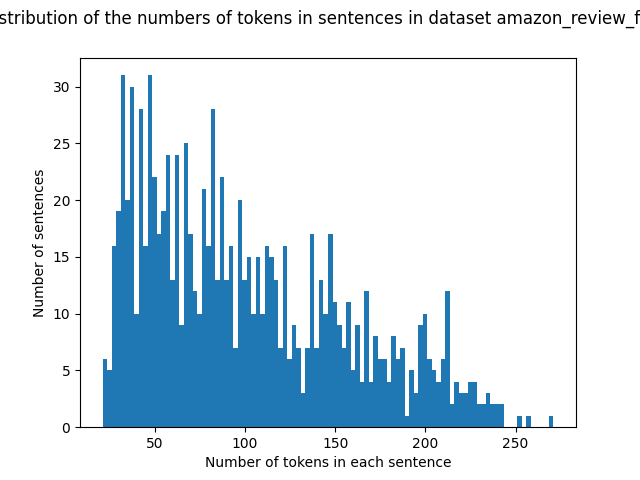 stribution of the numbers of tokens in sentences in dataset amazon_review_f
30
25
20
15
10
5
0
Number of sentences
50 100 150 200 250
Number of tokens in each sentence